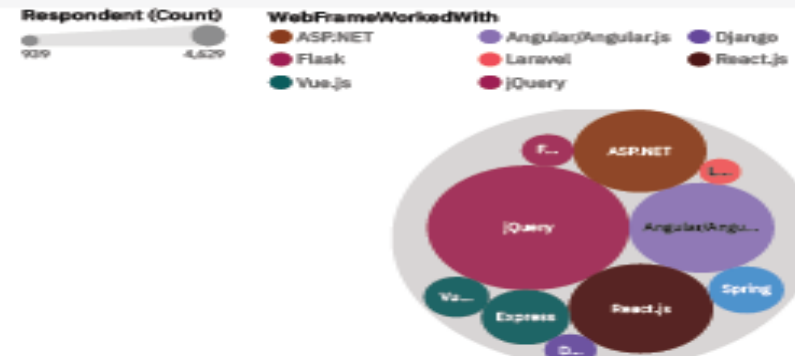 Respondent (Count)
939
4,629
WebFrameWorkedWith
ASP.NET
Angular/Angular.js
Django
Flask
Laravel
React.js
Vue.js
jQuery
F...
ASP.NET
L...
jQuery
Angular/Angu...
Vu...
Express
React.js
Spring
D...